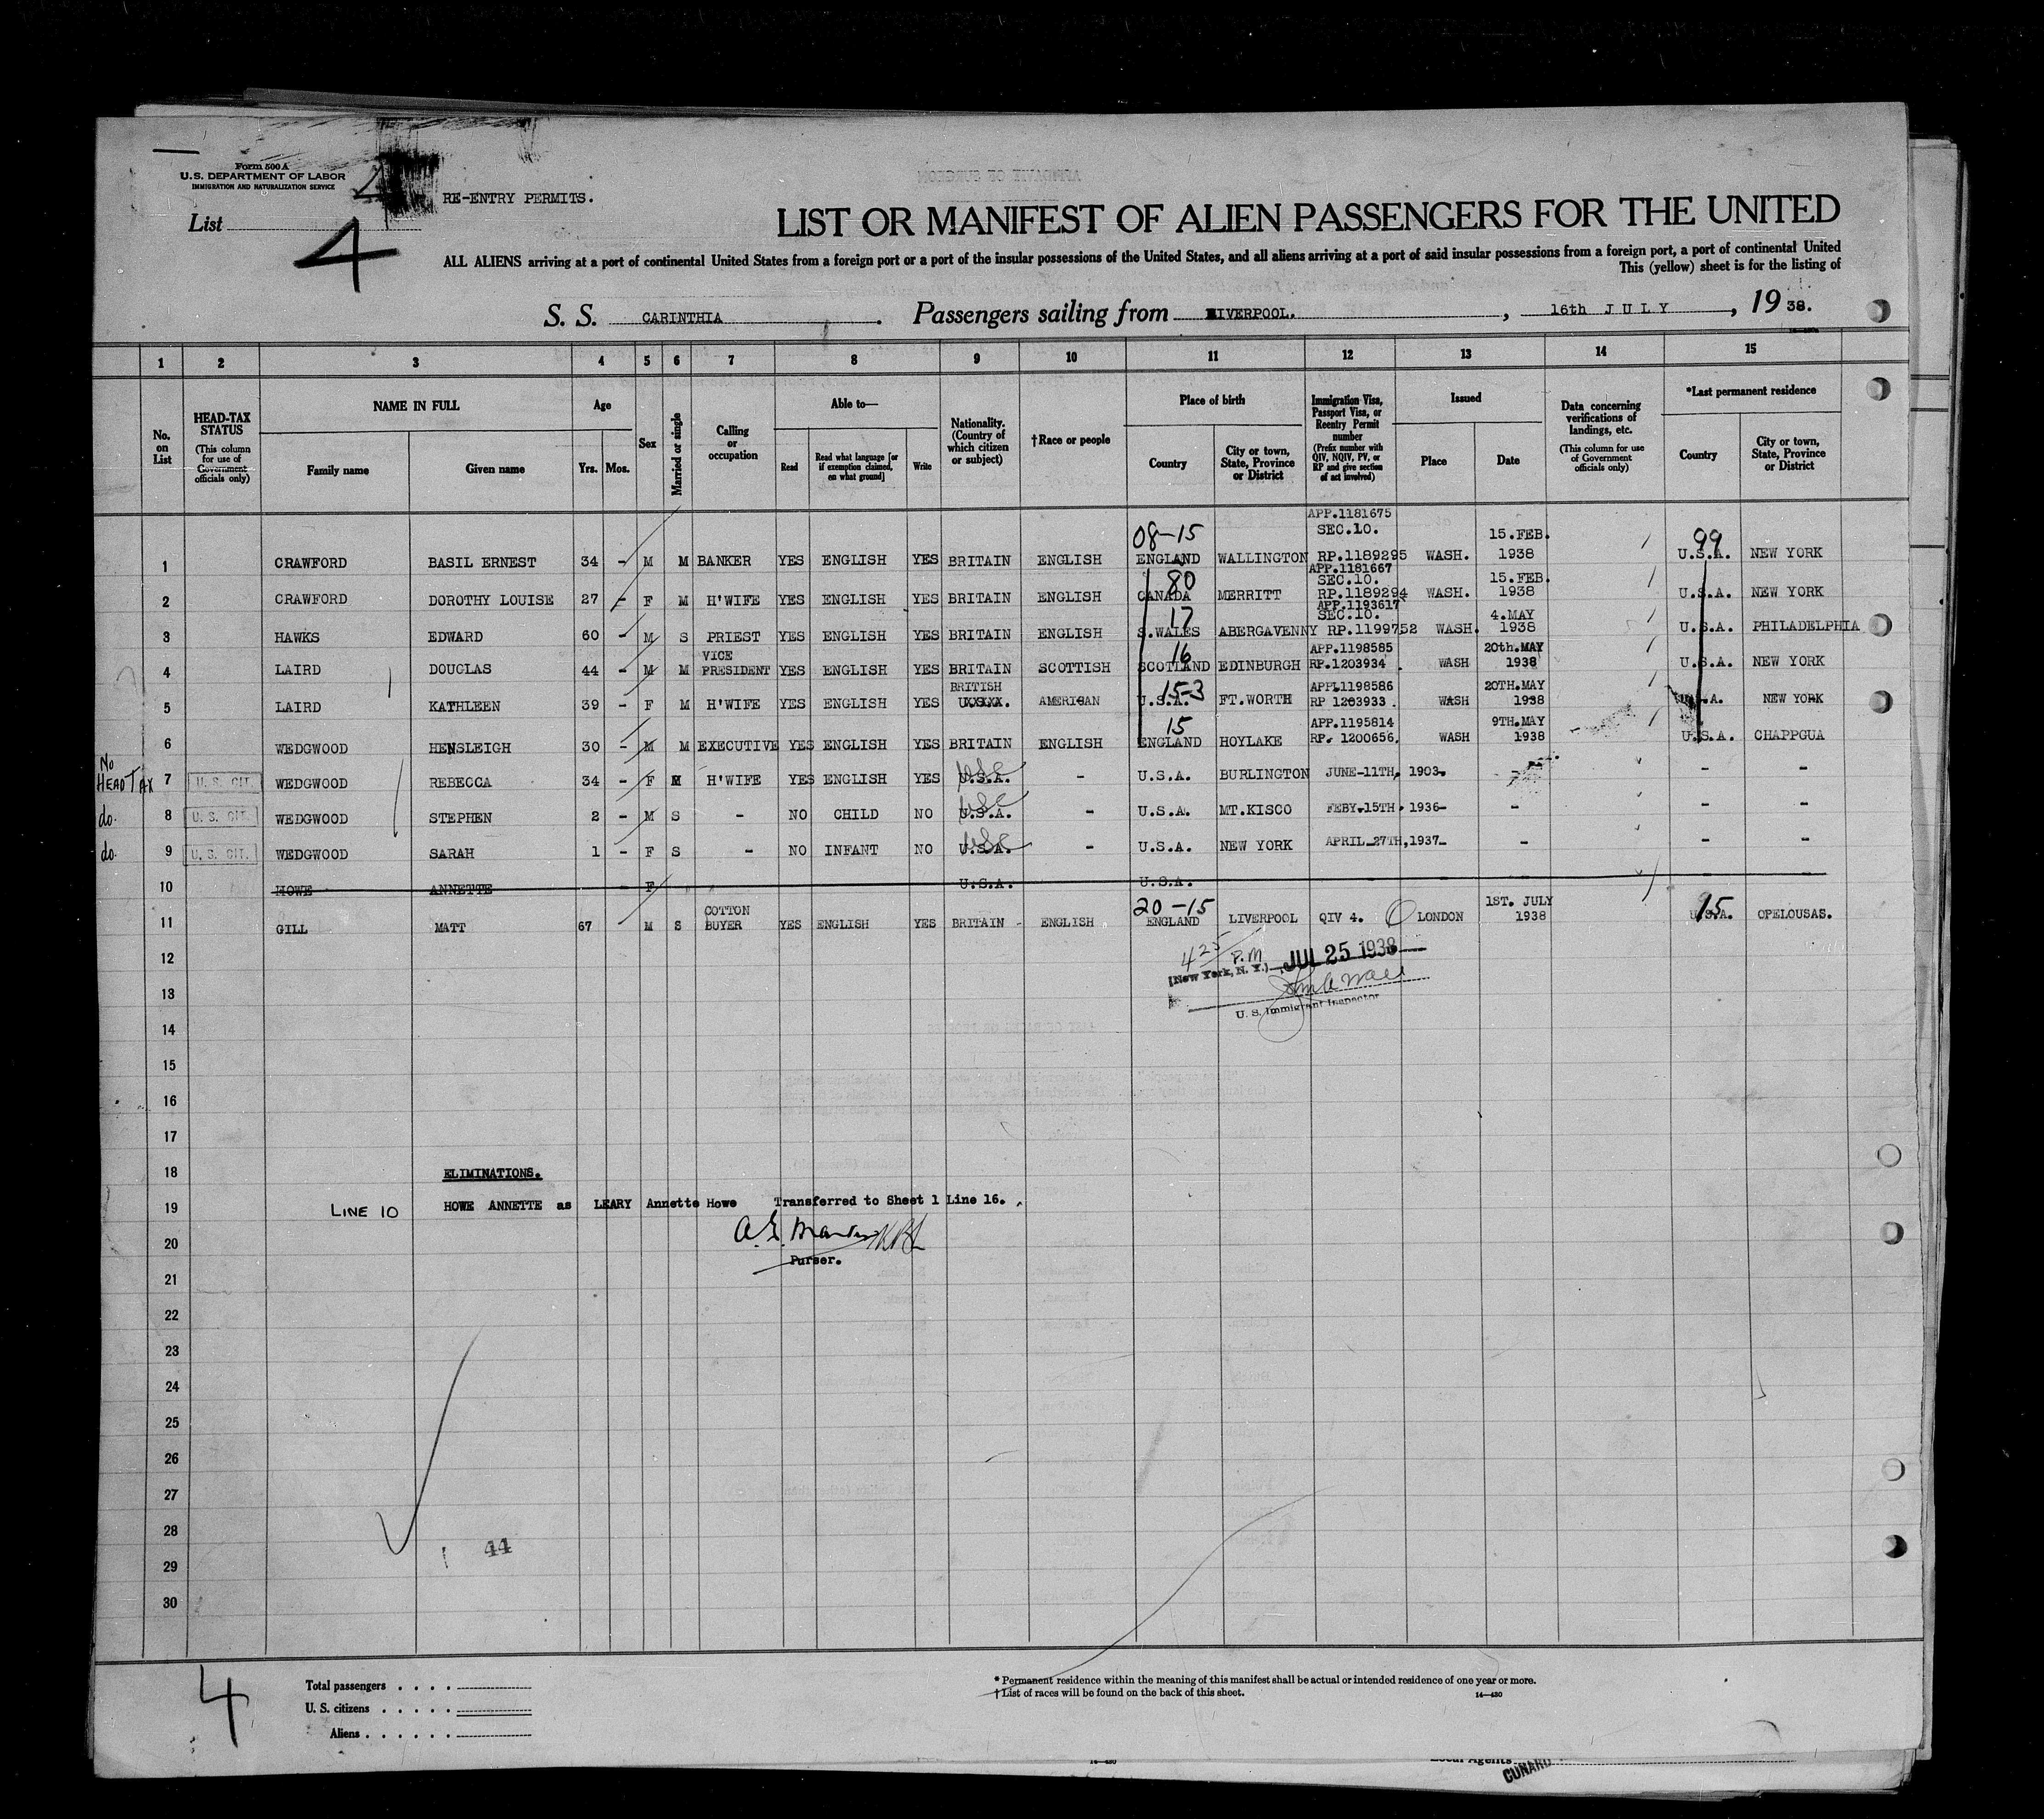 Form 500 A
U.S. DEPARTMENT OF LABOR
IMMIGRATION AND NATURALIZATION SERVICE
RE-ENTRY PERMITS.
List
4
LIST OR MANIFEST OF ALIEN PASSENGERS FOR THE UNITED
ALL ALIENS arriving at a port of continental United States from a foreign port or a port of the insular possessions of the United States, and all aliens arriving at a port of said insular possessions from a foreign port, a port of continental United
This (yellow) sheet is for the listing of
S. S. CARINTHIA. Passengers sailing from LIVERPOOL. , 16th JULY , 19 38.
1 2 3 4 5 6 7 8 9 10 11 12 13 14 15
No. on List
HEAD-TAX STATUS
(This column for use of Government officials only)
NAME IN FULL
Family name Given name
Age
Yrs. Mos.
Sex
Married or single
Calling or occupation
Able to—
Read Read what language [or if exemption claimed, on what ground] Write
Nationality. (Country of which citizen or subject)
†Race or people
Place of birth
Country City or town, State, Province or District
Immigration Visa, Passport Visa, or Reentry Permit number
(Prefix number with QIV, NQIV, PV, or RP and give section of act involved)
Issued
Place Date
Data concerning verifications of landings, etc.
(This column for use of Government officials only)
*Last permanent residence
Country City or town, State, Province or District
APP.1181675
08-15 SEC.10. 15.FEB. 99
1 CRAWFORD BASIL ERNEST 34 - M M BANKER YES ENGLISH YES BRITAIN ENGLISH ENGLAND WALLINGTON RP.1189295 WASH. 1938 U.S.A. NEW YORK
APP.1181667
80 SEC.10. 15.FEB.
2 CRAWFORD DOROTHY LOUISE 27 - F M H'WIFE YES ENGLISH YES BRITAIN ENGLISH CANADA MERRITT RP.1189294 WASH. 1938 U.S.A. NEW YORK
APP.1193617
17 SEC.10. 4.MAY
3 HAWKS EDWARD 60 - M S PRIEST YES ENGLISH YES BRITAIN ENGLISH S.WALES ABERGAVENNY RP.1199752 WASH. 1938 U.S.A. PHILADELPHIA
VICE 16 APP.1198585 20th.MAY
4 LAIRD DOUGLAS 44 - M M PRESIDENT YES ENGLISH YES BRITAIN SCOTTISH SCOTLAND EDINBURGH RP.1203934 . WASH 1938 U.S.A. NEW YORK
BRITISH 15-3 APP.1198586 20TH.MAY
5 LAIRD KATHLEEN 39 - F M H'WIFE YES ENGLISH YES AMERICAN U.S.A. FT.WORTH RP 1203933 . WASH 1938 U.S.A. NEW YORK
15 APP.1195814 9TH.MAY
6 WEDGWOOD HENSLEIGH 30 - M M EXECUTIVE YES ENGLISH YES BRITAIN ENGLISH ENGLAND HOYLAKE RP. 1200656. WASH 1938 U.S.A. CHAPPGUA
No HEAD TAX 7 U. S. CIT. WEDGWOOD REBECCA 34 - F M H'WIFE YES ENGLISH YES U.S.A. - U.S.A. BURLINGTON JUNE-11TH. 1903. - -
do. 8 U. S. CIT. WEDGWOOD STEPHEN 2 - M S - NO CHILD NO U.S.A. - U.S.A. MT.KISCO FEBY.15TH. 1936- - - -
do. 9 U. S. CIT. WEDGWOOD SARAH 1 - F S - NO INFANT NO U.S.A. - U.S.A. NEW YORK APRIL 27TH,1937- - - -
10 HOWE ANNETTE - F U.S.A. U.S.A. - - -
COTTON 20-15 1ST. JULY 15
11 GILL MATT 67 M S BUYER YES ENGLISH YES BRITAIN ENGLISH ENGLAND LIVERPOOL QIV 4. LONDON 1938 U.S.A. OPELOUSAS.
12
4 25 P.M
[New York, N. Y.] JUL 25 1938
13
U. S. Immigrant Inspector
14
15
16
17
18 ELIMINATIONS.
19 LINE 10 HOWE ANNETTE as LEARY Annette Howe Transferred to Sheet 1 Line 16.
20
Purser.
21
22
23
24
25
26
27
28
44
29
30
4
Total passengers . . . .
U. S. citizens . . . . .
Aliens . . . . . .
* Permanent residence within the meaning of this manifest shall be actual or intended residence of one year or more.
† List of races will be found on the back of this sheet.
14—430
14—430
Local Agents
CUNARD